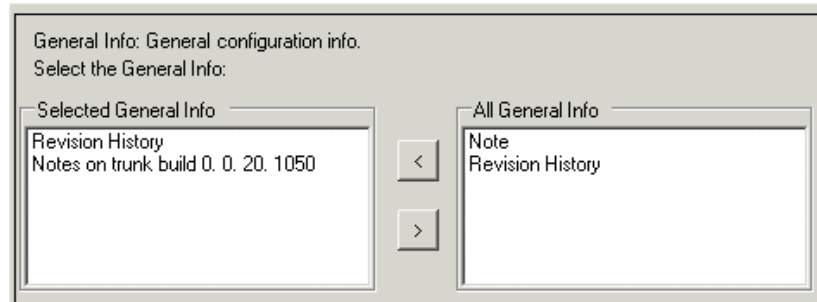 General Info: General configuration info.
Select the General Info:
Selected General Info
Revision History
Notes on trunk build 0. 0. 20. 1050
<
>
All General Info
Note
Revision History